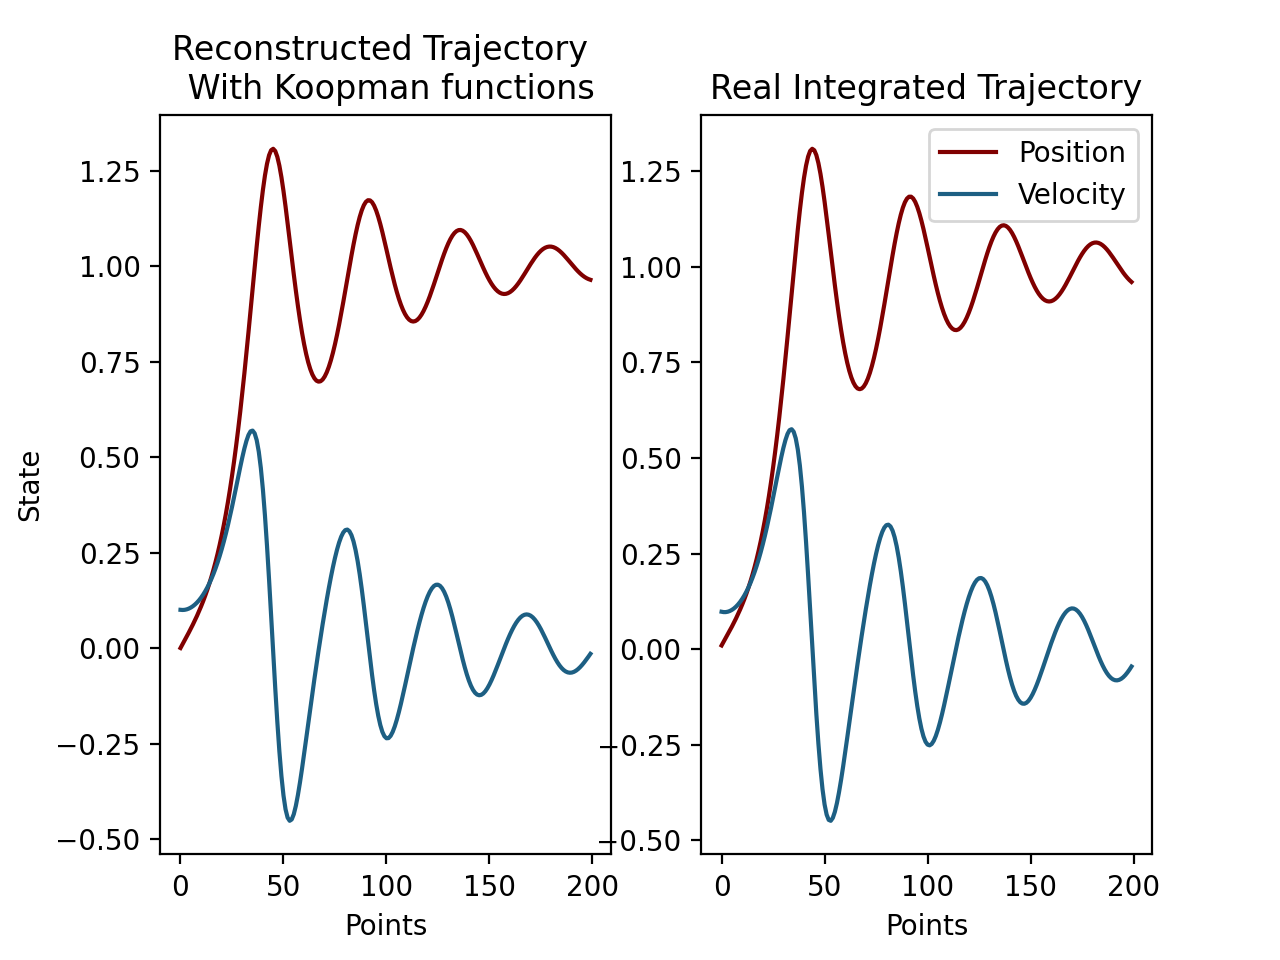 Reconstructed Trajectory
With Koopman functions
Real Integrated Trajectory
Position
Velocity
1.25
1.00
0.75
0.50
0.25
0.00
−0.25
−0.50
1.25
1.00
0.75
0.50
0.25
0.00
−0.25
−0.50
State
0 50 100 150 200
0 50 100 150 200
Points
Points